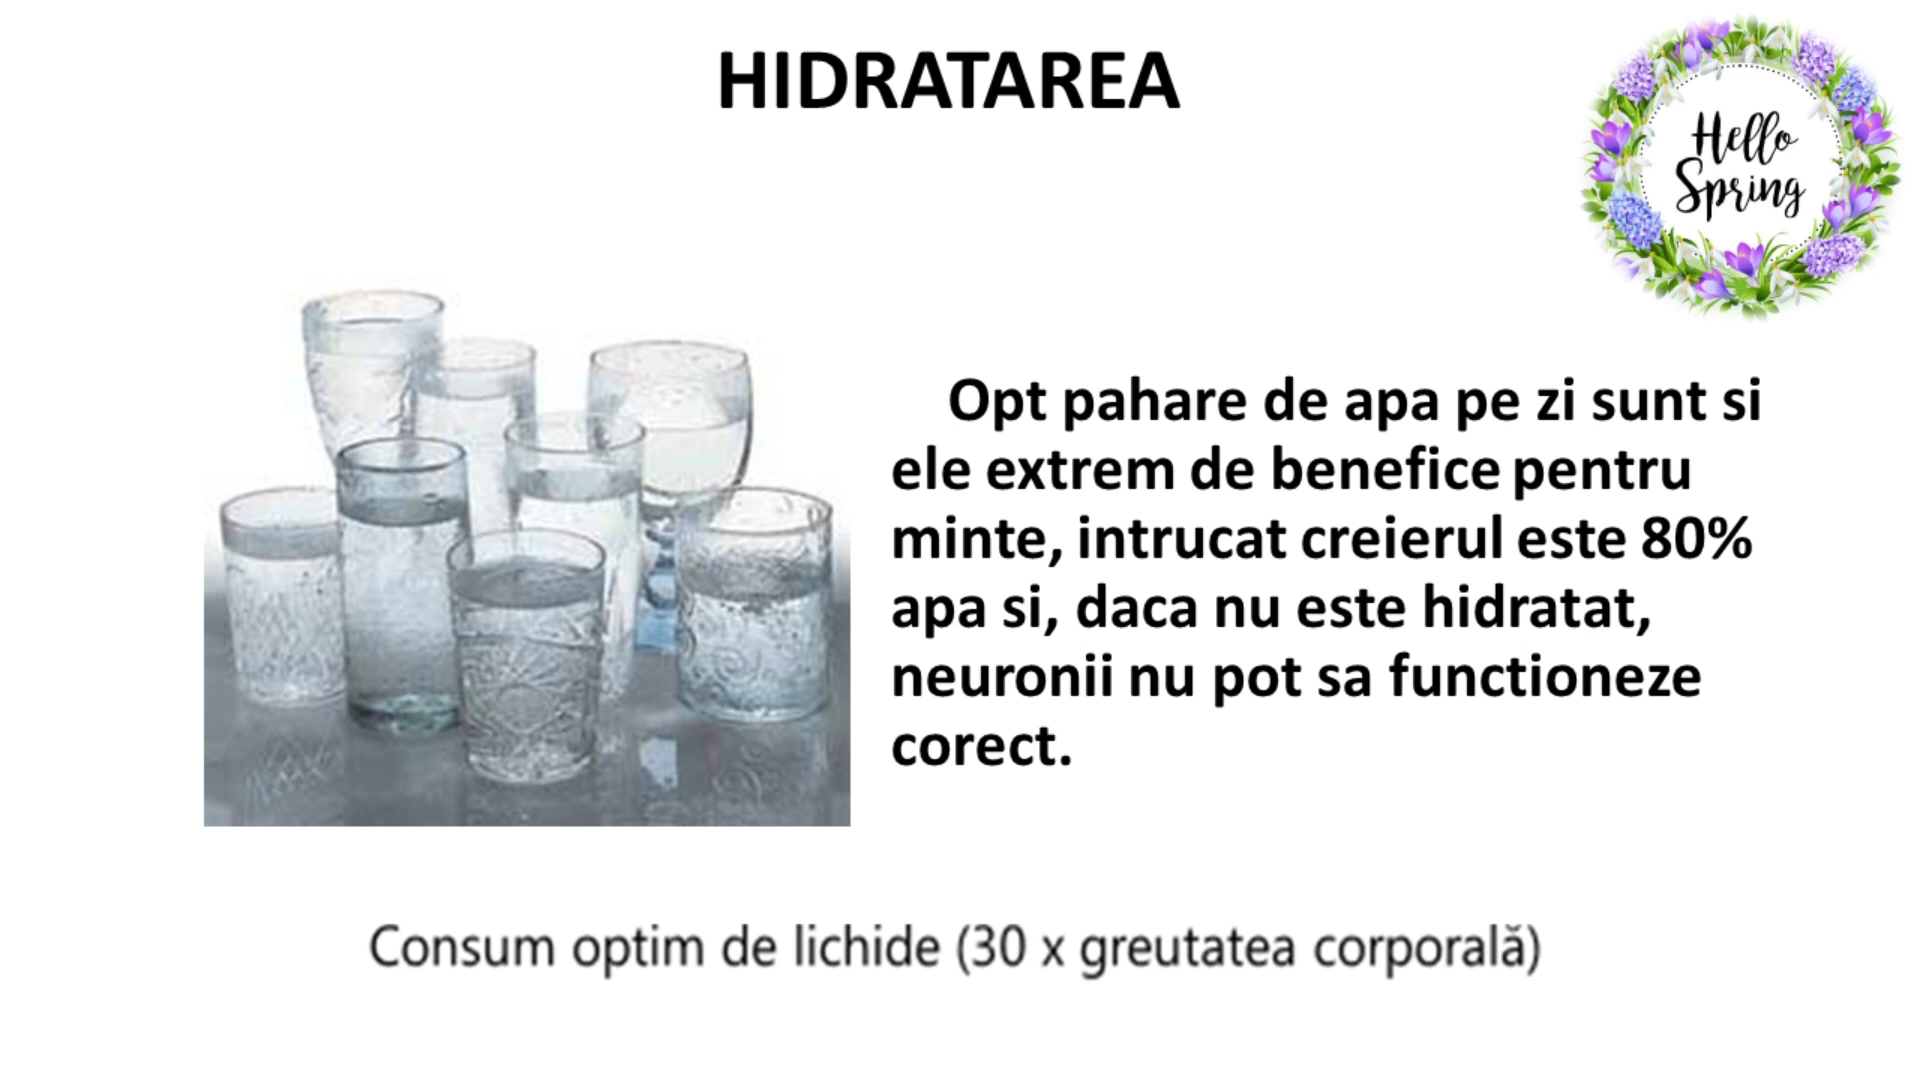 HIDRATAREA
Hello
Spring
Opt pahare de apa pe zi sunt si
ele extrem de benefice pentru
minte, intrucat creierul este 80%
apa si, daca nu este hidratat,
neuronii nu pot sa functioneze
corect.
Consum optim de lichide (30 x greutatea corporală)